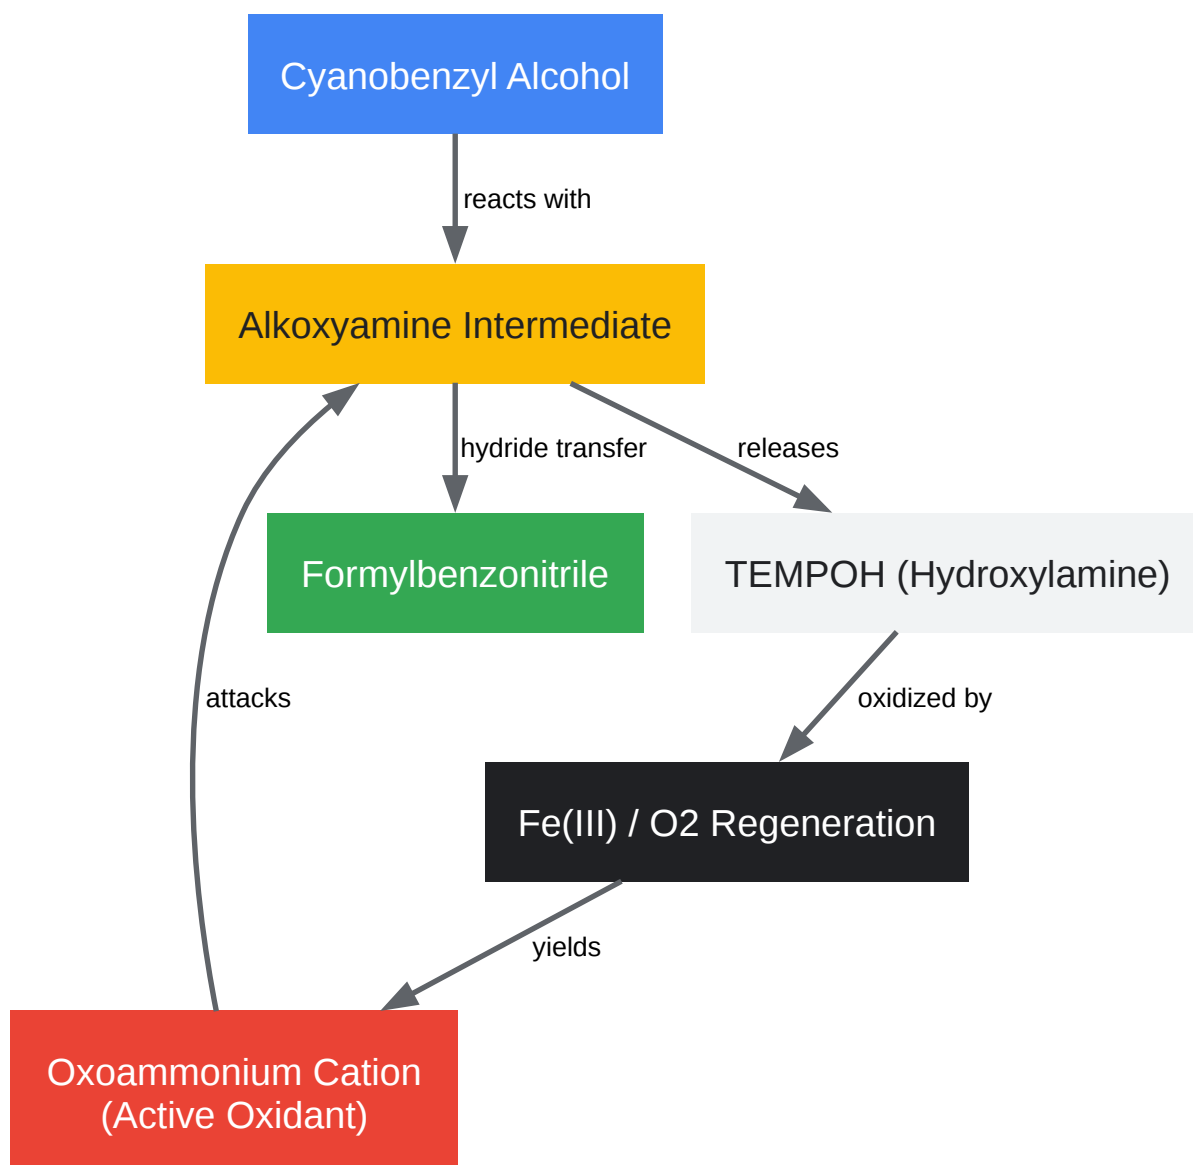 Cyanobenzyl Alcohol
reacts with
Alkoxyamine Intermediate
hydride transfer
releases
Formylbenzonitrile
TEMPOH (Hydroxylamine)
attacks
oxidized by
Fe(III) / O2 Regeneration
yields
Oxoammonium Cation
(Active Oxidant)